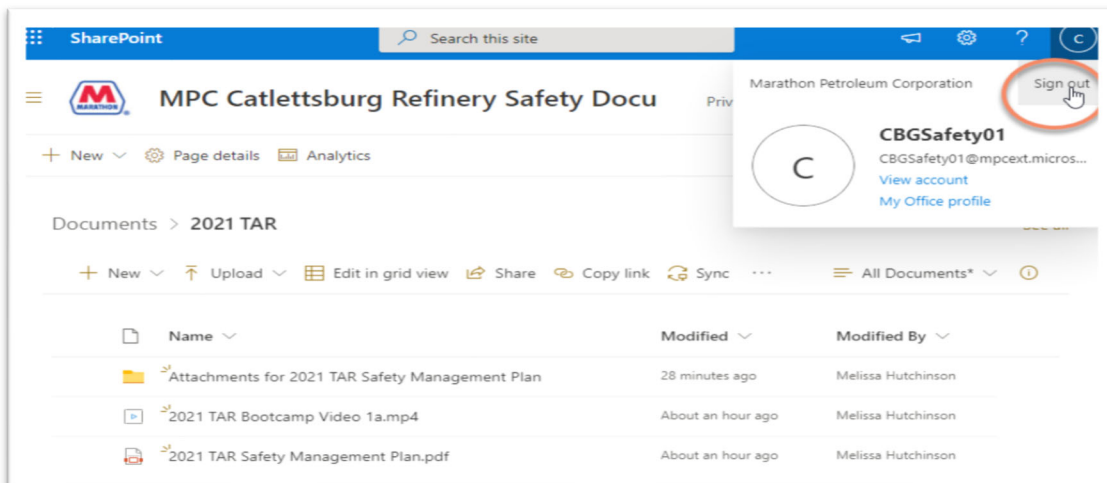 SharePoint
Search this site
?
C
MARATHON
MPC Catlettsburg Refinery Safety Docu
Priv
Marathon Petroleum Corporation
Sign out
C
CBGSafety01
CBGSafety01@mpcext.micros...
View account
My Office profile
+ New
Page details
Analytics
Documents > 2021 TAR
+ New
Upload
Edit in grid view
Share
Copy link
Sync
...
All Documents*
Name
Modified
Modified By
Attachments for 2021 TAR Safety Management Plan
28 minutes ago
Melissa Hutchinson
2021 TAR Bootcamp Video 1a.mp4
About an hour ago
Melissa Hutchinson
2021 TAR Safety Management Plan.pdf
About an hour ago
Melissa Hutchinson